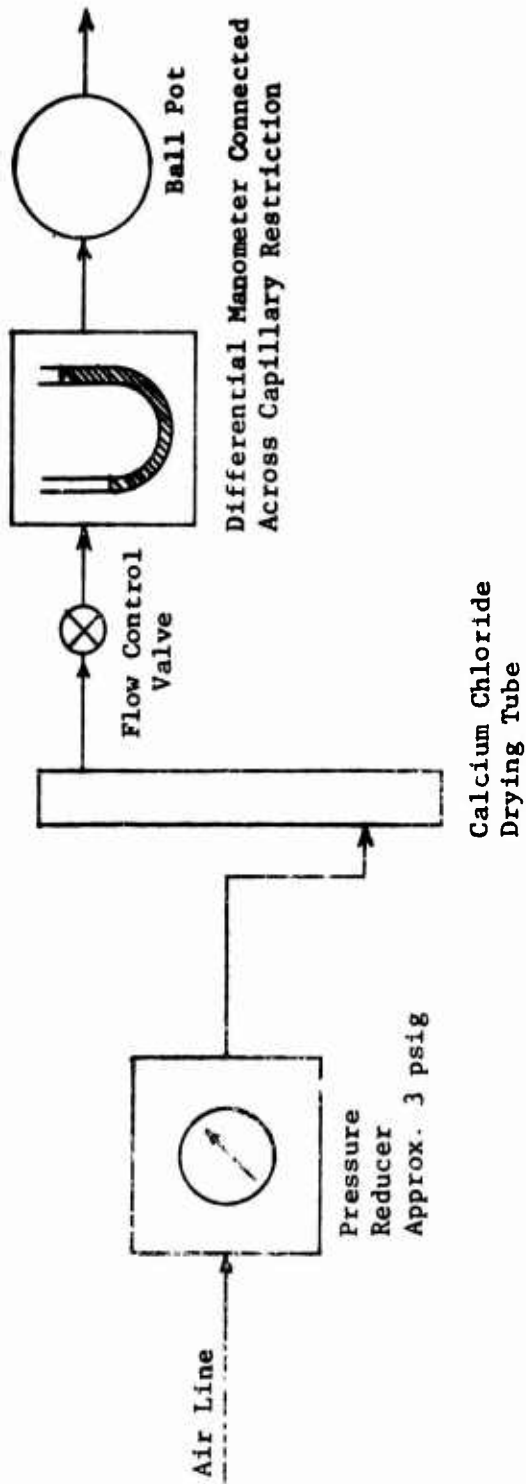 Air Line
Pressure
Reducer
Approx. 3 psig
Calcium Chloride
Drying Tube
Flow Control
Valve
Differential Manometer Connected
Across Capillary Restriction
Ball Pot